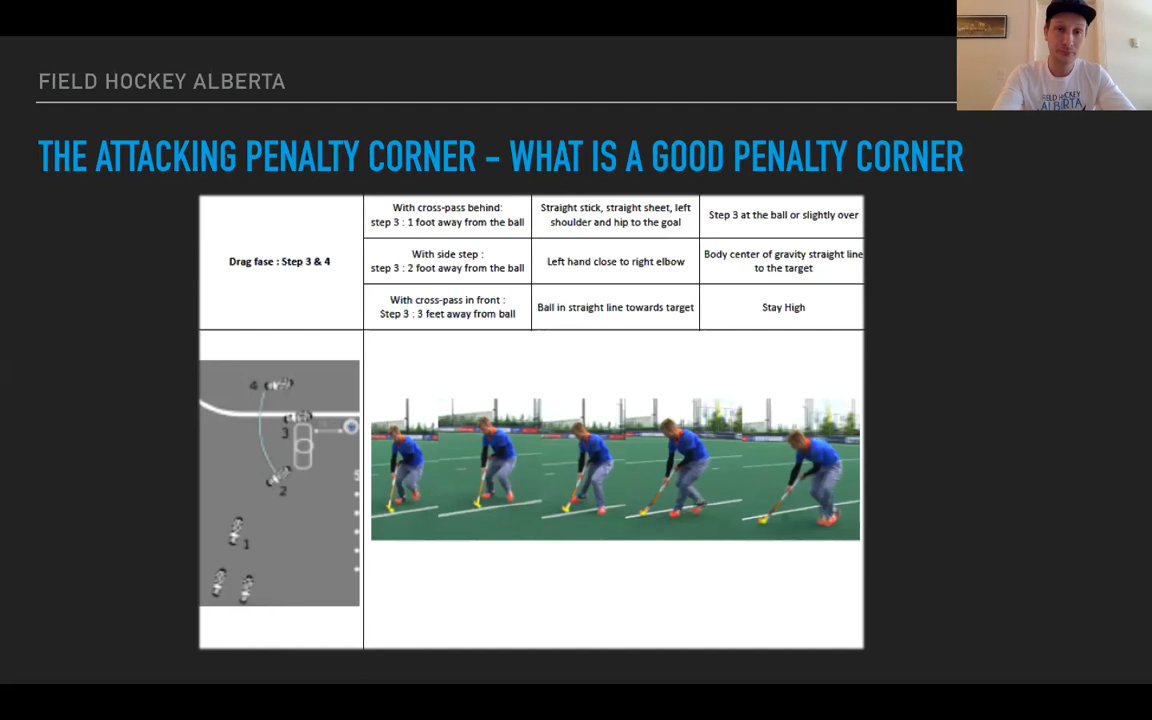 FIELD HOCKEY ALBERTA
FIELD HOCKEY
ALBERTA
THE ATTACKING PENALTY CORNER – WHAT IS A GOOD PENALTY CORNER
Drag fase : Step 3 & 4
With cross-pass behind:
step 3 : 1 foot away from the ball
Straight stick, straight sheet, left
shoulder and hip to the goal
Step 3 at the ball or slightly over
With side step :
step 3 : 2 foot away from the ball
Left hand close to right elbow
Body center of gravity straight line
to the target
With cross-pass in front :
Step 3 : 3 feet away from ball
Ball in straight line towards target
Stay High
4
3
2
1